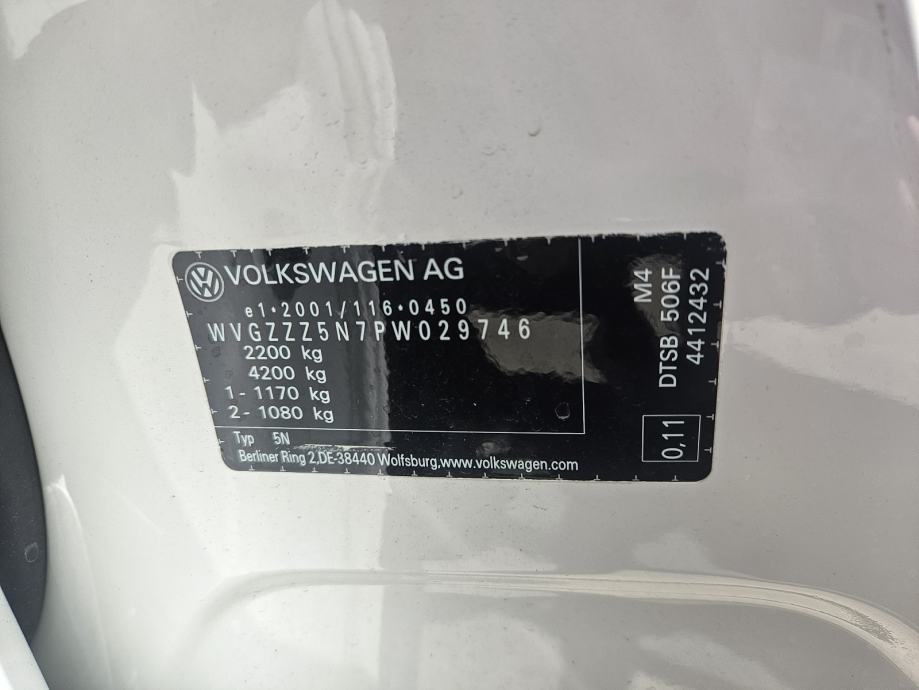 VOLKSWAGEN AG
e1*2001/116*0450
WVGZZZ5N7PW029746
2200 kg
4200 kg
1 - 1170 kg
2 - 1080 kg
Typ 5N
Berliner Ring 2,DE-38440 Wolfsburg,www.volkswagen.com
M4
DTSB 506F
4412432
0,11